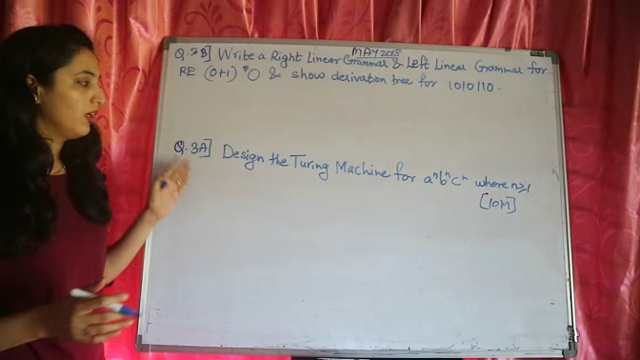 MAY 2018
Q.2 B] Write a Right Linear Grammar & Left Linear Grammar for
RE (0+1)*0 & show derivation tree for 1010110.
Q.3A] Design the Turing Machine for aⁿbⁿcⁿ where n≥1
[10M]